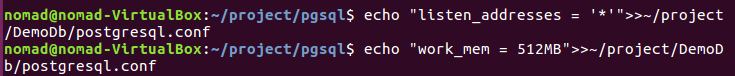 nomad@nomad-VirtualBox:~/project/pgsql$ echo "listen_addresses = '*'">>~/project
/DemoDb/postgresql.conf
nomad@nomad-VirtualBox:~/project/pgsql$ echo "work_mem = 512MB">>~/project/DemoD
b/postgresql.conf